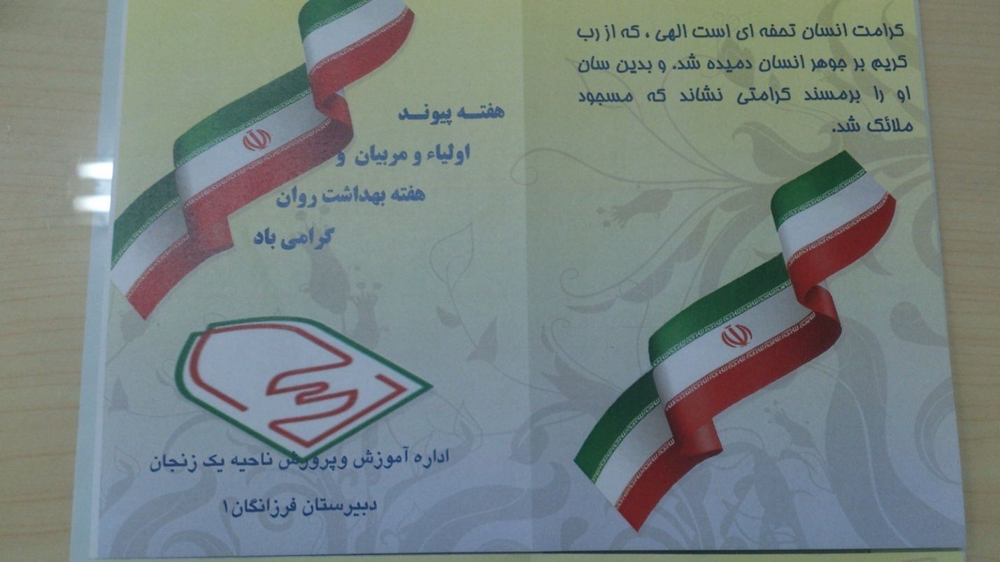 کرامت انسان تحفه ای است الهی ، که از رب
کریم بر جوهر انسان دمیده شد. و بدین سان
او را برمسند کرامتی نشاند که مسجود
ملائک شد.
هفته پیوند
اولیاء و مربیان و
هفته بهداشت روان
گرامی باد
اداره آموزش وپرورش ناحیه یک زنجان
دبیرستان فرزانگان۱